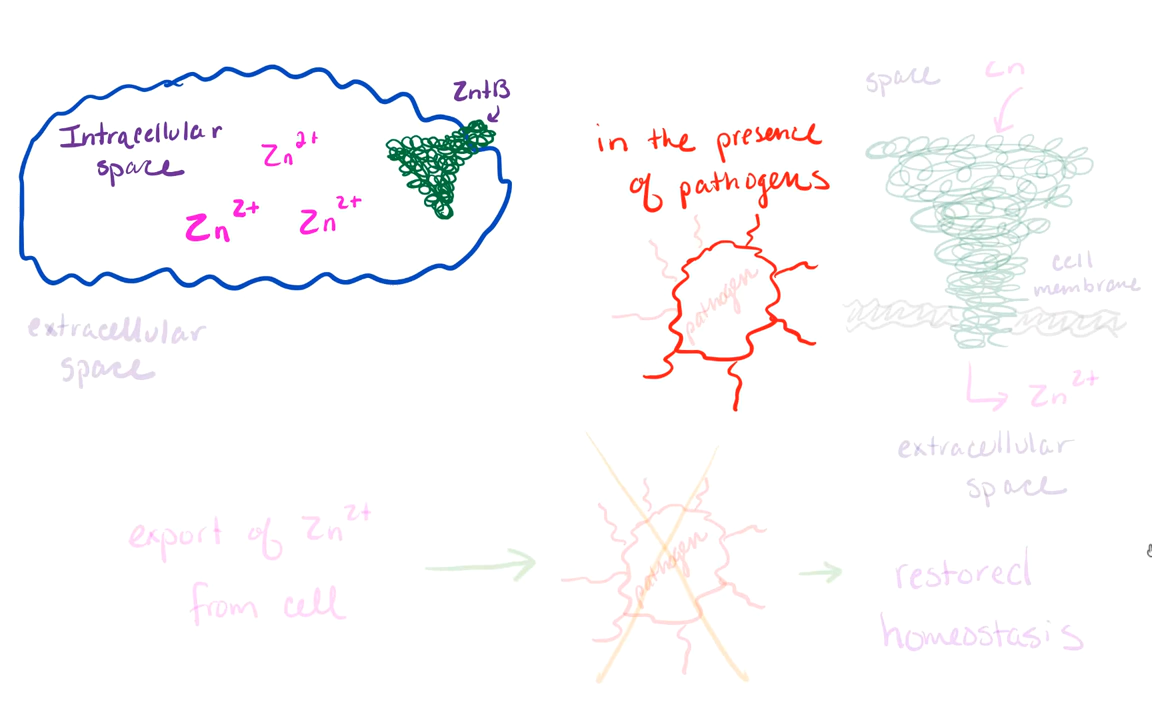 ZntB
Intracellular
space
Zn²⁺
Zn²⁺
Zn²⁺
extracellular
space
in the presence
of pathogens
pathogen
space
Zn
cell
membrane
Zn²⁺
extracellular
space
export of Zn²⁺
from cell
pathogen
restored
homeostasis